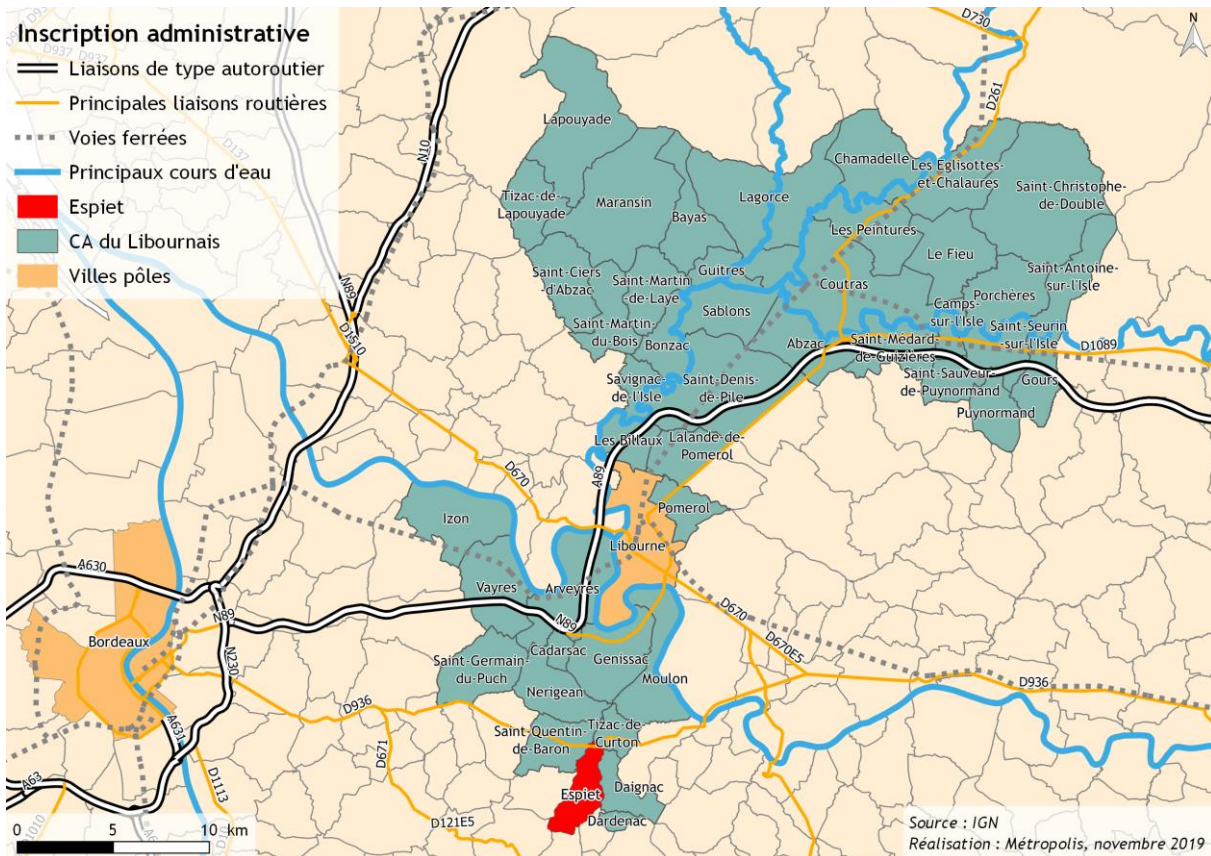 Inscription administrative
Liaisons de type autoroutier
Principales liaisons routières
Voies ferrées
Principaux cours d'eau
Espiet
CA du Libournais
Villes pôles
D937
D937
D937
D137
N10
N89
D1510
D730
N
D261
Lapouyade
Chamadelle
Les Eglisottes-
et-Chalaures
Saint-Christophe-
de-Double
Tizac-de-
Lapouyade
Maransin
Bayas
Lagorce
Les Peintures
Le Fieu
Saint-Ciers
d'Abzac
Saint-Martin
de-Laye
Guitres
Coutras
Saint-Antoine-
sur-l'Isle
Porchères
Camps-
sur-l'Isle
Sablons
Saint-Martin-
du-Bois
Bonzac
Abzac
Saint-Médard-
de-Guizières
Saint-Seurin-
sur-l'Isle
D1089
Savignac-
de-l'Isle
Saint-Denis-
de-Pile
Saint-Sauveur-
de-Puynormand
Gours
Puynormand
Les Billaux
Lalande-de-
Pomerol
A89
D670
Pomerol
Izon
Libourne
A630
Vayres
Arveyres
N89
Bordeaux
N89
D670
D670E5
N230
Cadarsac
Genissac
Saint-Germain-
du-Puch
Moulon
Nerigean
D936
D936
A631
Saint-Quentin-
de-Baron
Tizac-de-
Curton
D671
A63
D1113
Espiet
Daignac
Dardenac
D121E5
0 5 10 km
Source : IGN
Réalisation : Métropolis, novembre 2019